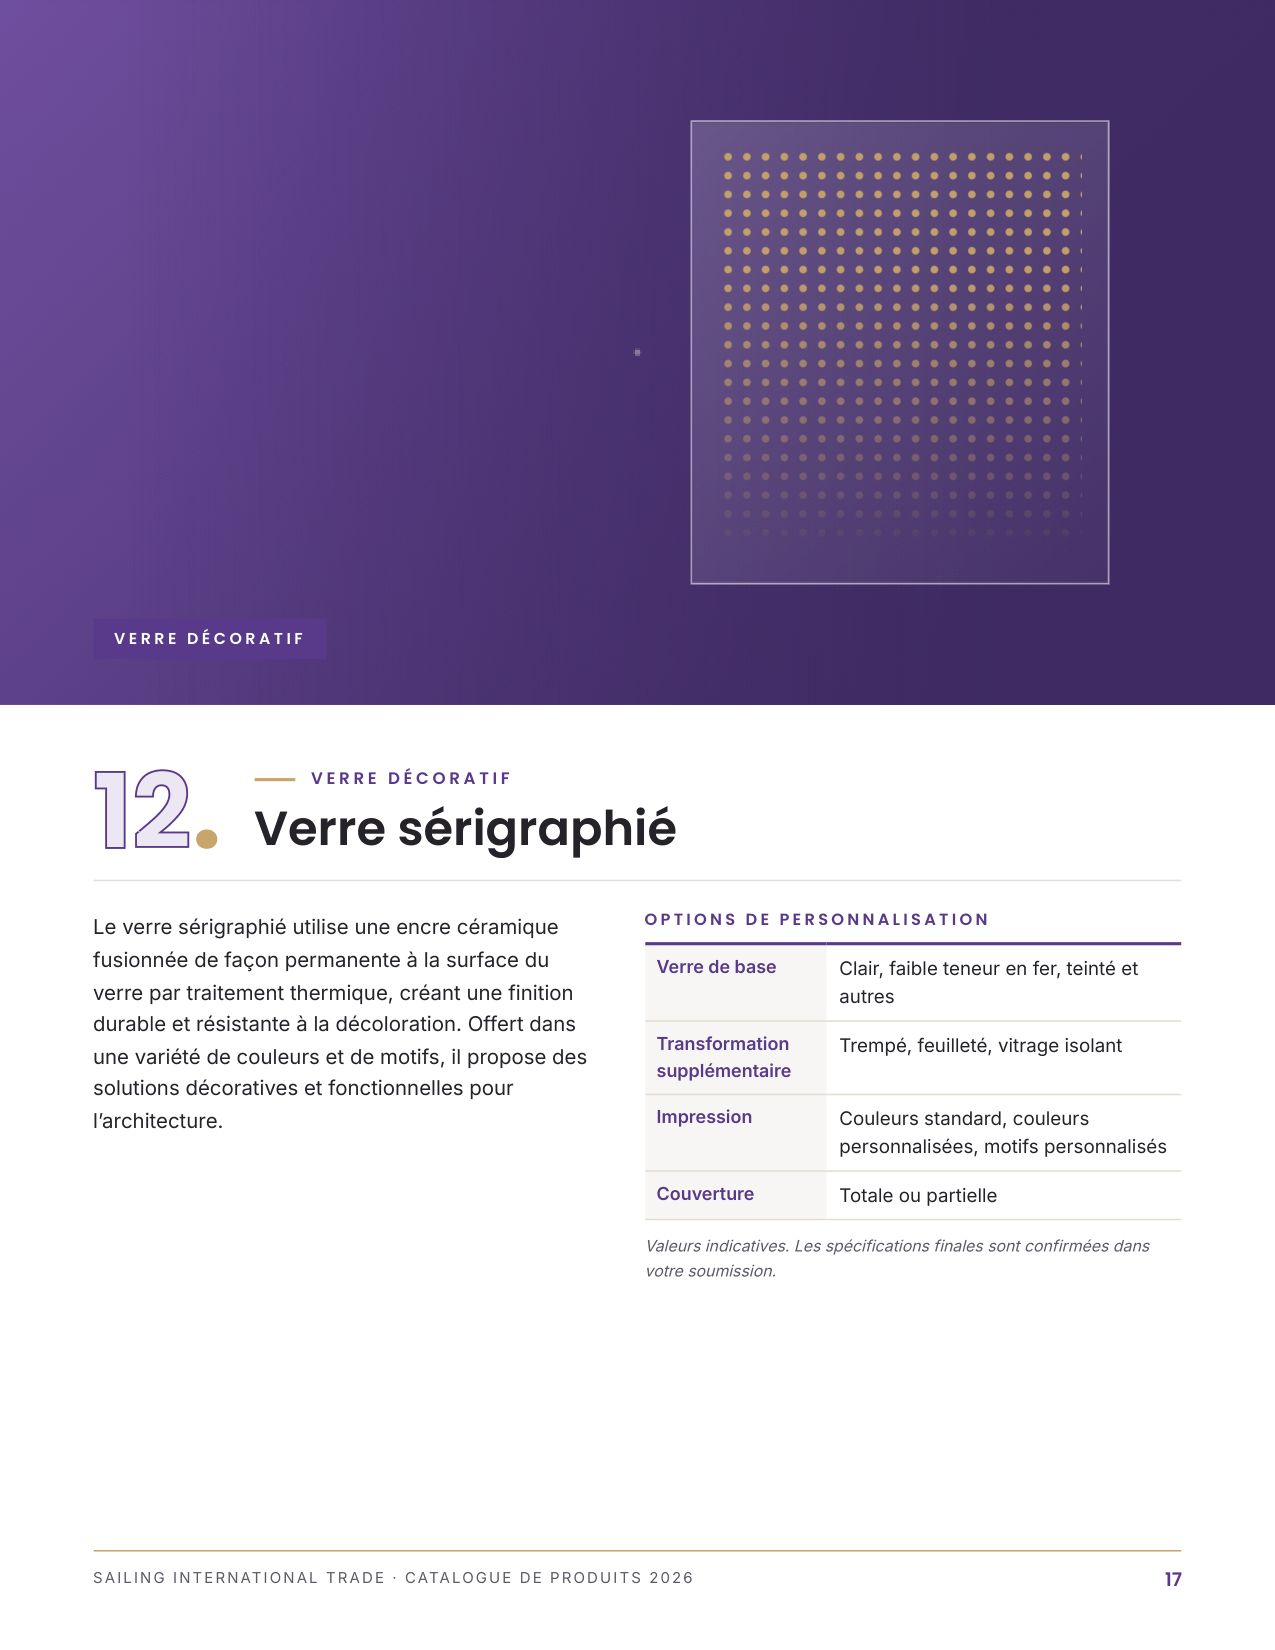 VERRE DÉCORATIF
12.
VERRE DÉCORATIF
Verre sérigraphié
Le verre sérigraphié utilise une encre céramique
fusionnée de façon permanente à la surface du
verre par traitement thermique, créant une finition
durable et résistante à la décoloration. Offert dans
une variété de couleurs et de motifs, il propose des
solutions décoratives et fonctionnelles pour
l’architecture.
OPTIONS DE PERSONNALISATION
Verre de base
Clair, faible teneur en fer, teinté et
autres
Transformation
supplémentaire
Trempé, feuilleté, vitrage isolant
Impression
Couleurs standard, couleurs
personnalisées, motifs personnalisés
Couverture
Totale ou partielle
Valeurs indicatives. Les spécifications finales sont confirmées dans
votre soumission.
SAILING INTERNATIONAL TRADE · CATALOGUE DE PRODUITS 2026
17